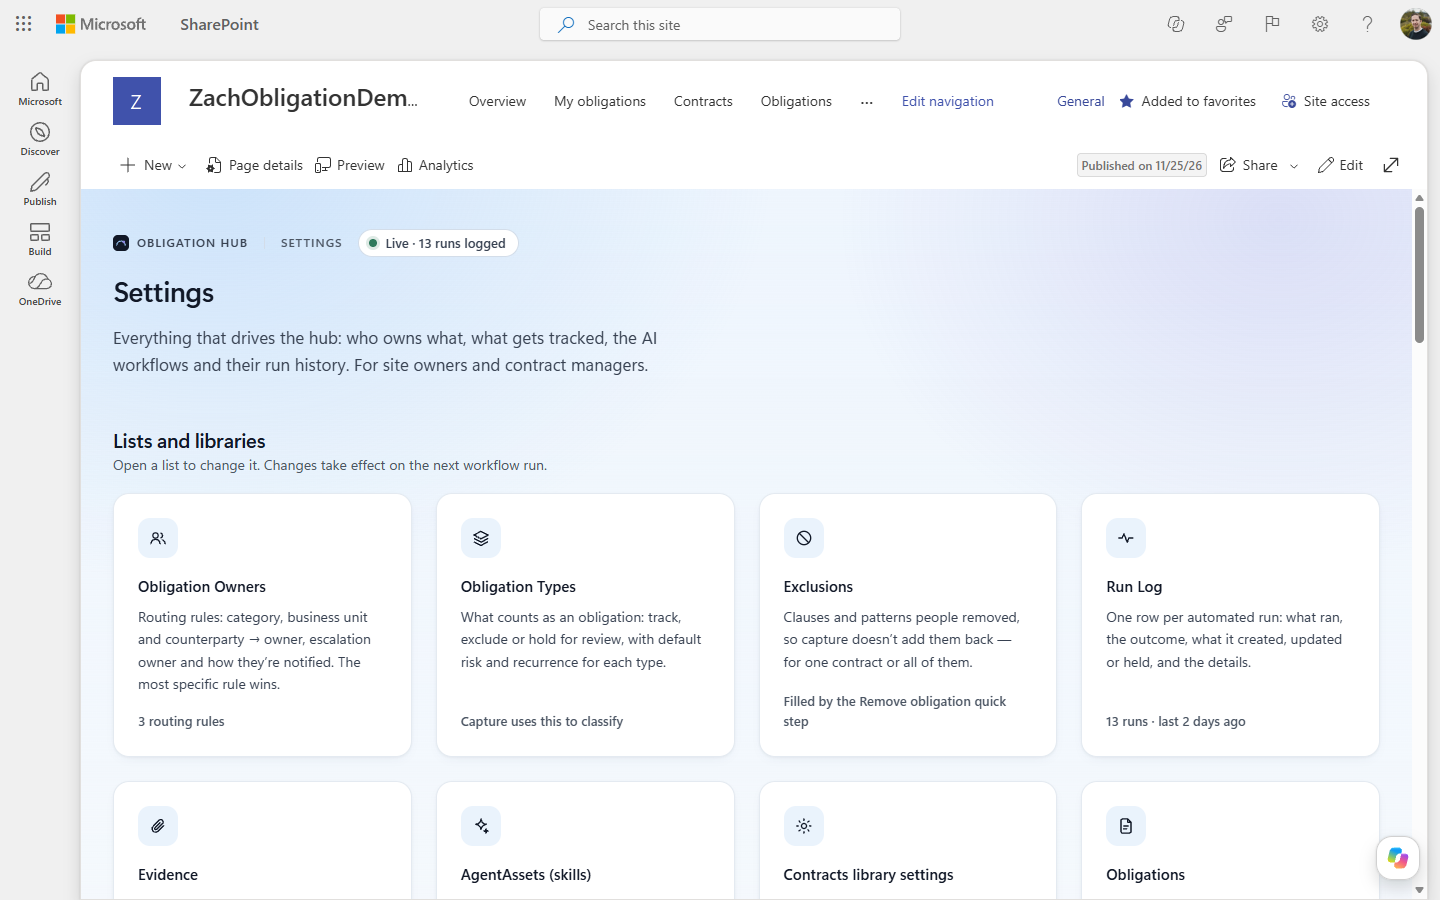 Microsoft
SharePoint
Search this site
Microsoft
Discover
Publish
Build
OneDrive
Z
ZachObligationDem...
Overview
My obligations
Contracts
Obligations
...
Edit navigation
General
Added to favorites
Site access
New
Page details
Preview
Analytics
Published on 11/25/26
Share
Edit
OBLIGATION HUB
SETTINGS
Live · 13 runs logged
Settings
Everything that drives the hub: who owns what, what gets tracked, the AI
workflows and their run history. For site owners and contract managers.
Lists and libraries
Open a list to change it. Changes take effect on the next workflow run.
Obligation Owners
Routing rules: category, business unit
and counterparty → owner, escalation
owner and how they’re notified. The
most specific rule wins.
3 routing rules
Obligation Types
What counts as an obligation: track,
exclude or hold for review, with default
risk and recurrence for each type.
Capture uses this to classify
Exclusions
Clauses and patterns people removed,
so capture doesn’t add them back —
for one contract or all of them.
Filled by the Remove obligation quick
step
Run Log
One row per automated run: what ran,
the outcome, what it created, updated
or held, and the details.
13 runs · last 2 days ago
Evidence
AgentAssets (skills)
Contracts library settings
Obligations